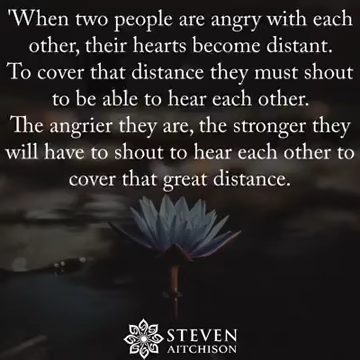 'When two people are angry with each
other, their hearts become distant.
To cover that distance they must shout
to be able to hear each other.
The angrier they are, the stronger they
will have to shout to hear each other to
cover that great distance.
STEVEN
AITCHISON